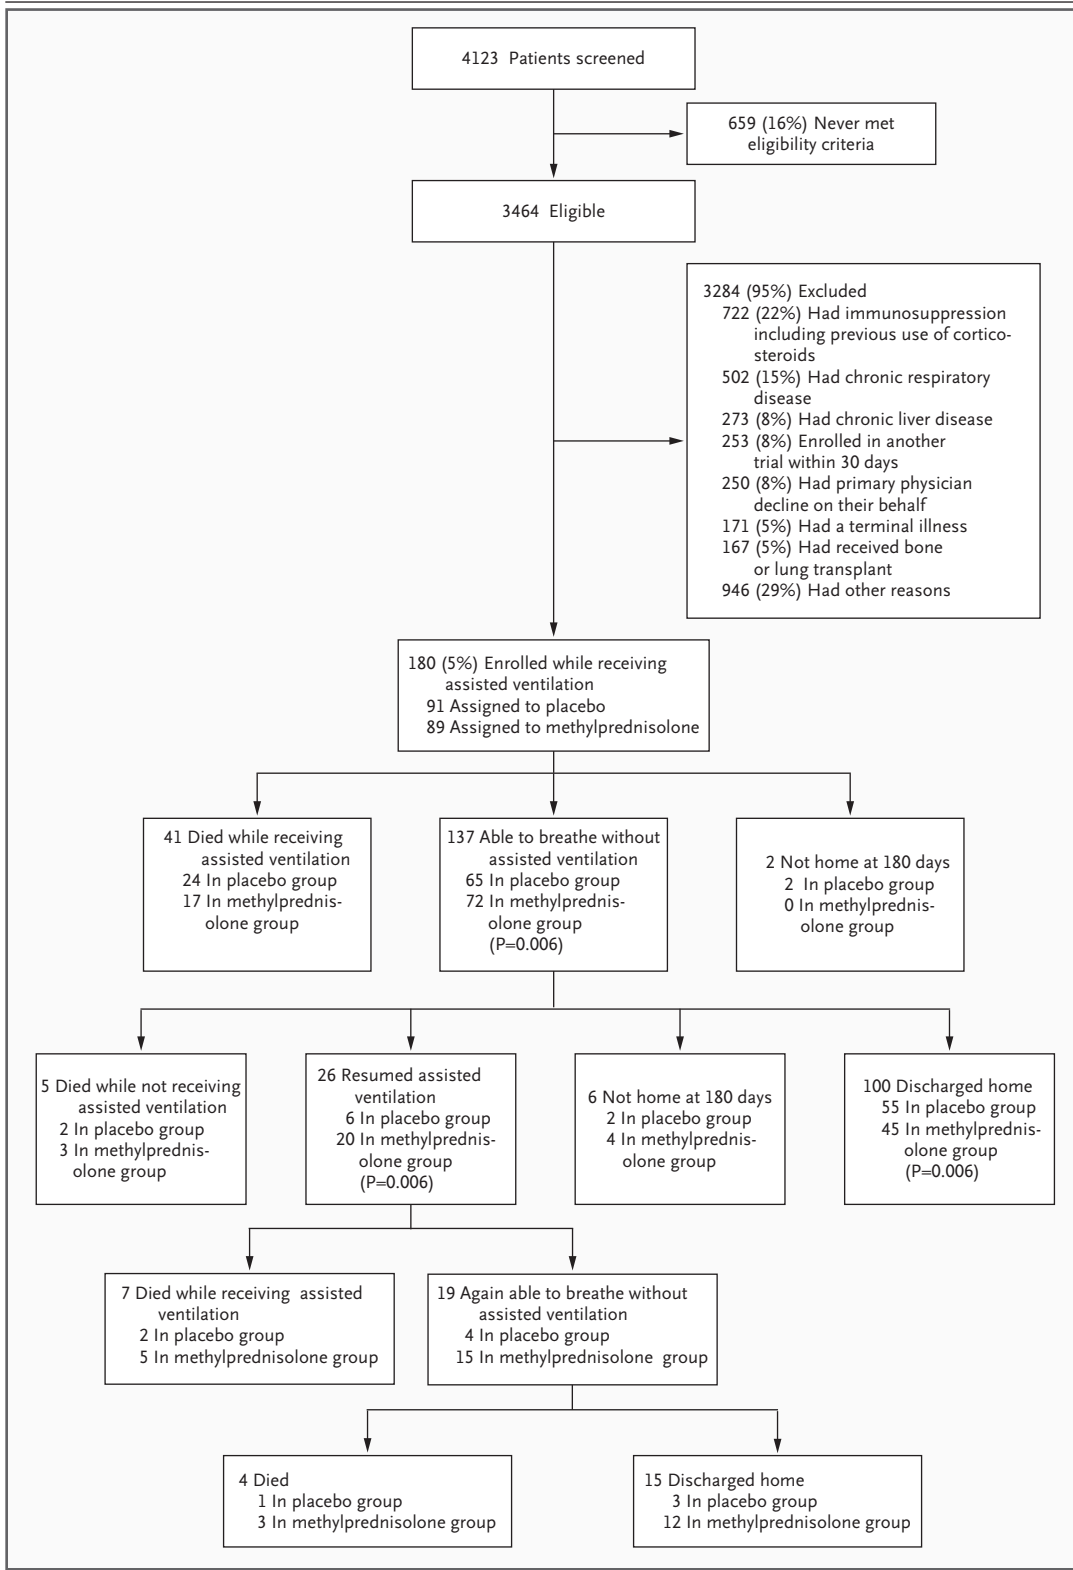 4123 Patients screened
659 (16%) Never met
eligibility criteria
3464 Eligible
3284 (95%) Excluded
722 (22%) Had immunosuppression
including previous use of cortico-
steroids
502 (15%) Had chronic respiratory
disease
273 (8%) Had chronic liver disease
253 (8%) Enrolled in another
trial within 30 days
250 (8%) Had primary physician
decline on their behalf
171 (5%) Had a terminal illness
167 (5%) Had received bone
or lung transplant
946 (29%) Had other reasons
180 (5%) Enrolled while receiving
assisted ventilation
91 Assigned to placebo
89 Assigned to methylprednisolone
41 Died while receiving
assisted ventilation
24 In placebo group
17 In methylprednis-
olone group
137 Able to breathe without
assisted ventilation
65 In placebo group
72 In methylprednis-
olone group
(P=0.006)
2 Not home at 180 days
2 In placebo group
0 In methylprednis-
olone group
5 Died while not receiving
assisted ventilation
2 In placebo group
3 In methylprednis-
olone group
26 Resumed assisted
ventilation
6 In placebo group
20 In methylprednis-
olone group
(P=0.006)
6 Not home at 180 days
2 In placebo group
4 In methylprednis-
olone group
100 Discharged home
55 In placebo group
45 In methylprednis-
olone group
(P=0.006)
7 Died while receiving assisted
ventilation
2 In placebo group
5 In methylprednisolone group
19 Again able to breathe without
assisted ventilation
4 In placebo group
15 In methylprednisolone group
4 Died
1 In placebo group
3 In methylprednisolone group
15 Discharged home
3 In placebo group
12 In methylprednisolone group